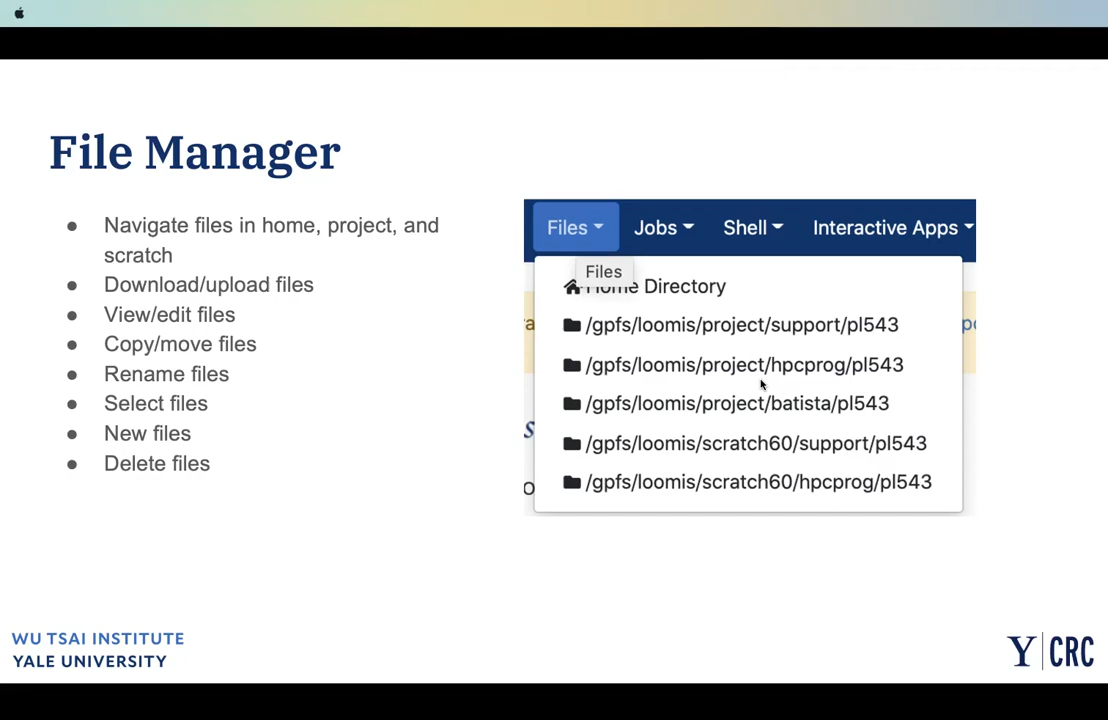 File Manager
● Navigate files in home, project, and
scratch
● Download/upload files
● View/edit files
● Copy/move files
● Rename files
● Select files
● New files
● Delete files
Files Jobs Shell Interactive Apps
Files
Home Directory
/gpfs/loomis/project/support/pl543
/gpfs/loomis/project/hpcprog/pl543
/gpfs/loomis/project/batista/pl543
/gpfs/loomis/scratch60/support/pl543
/gpfs/loomis/scratch60/hpcprog/pl543
WU TSAI INSTITUTE
YALE UNIVERSITY
Y CRC